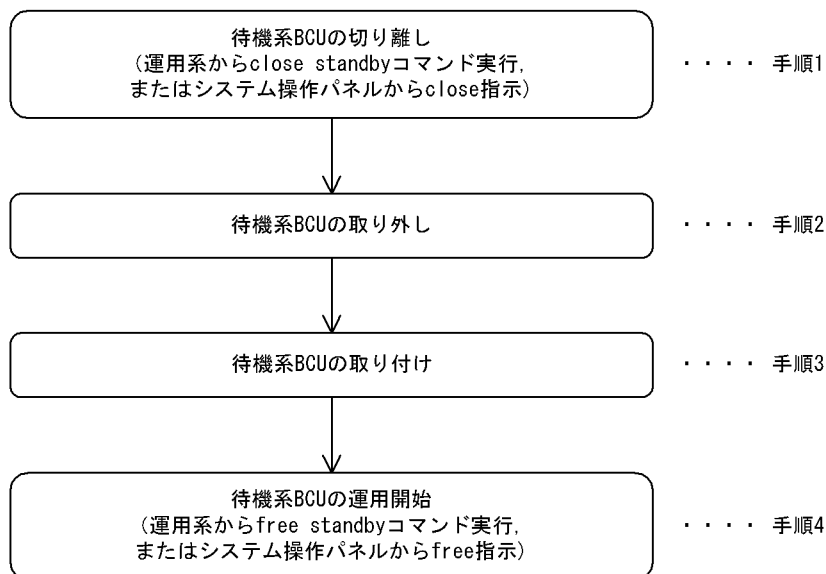 待機系BCUの切り離し
(運用系からclose standbyコマンド実行,
またはシステム操作パネルからclose指示)
・・・・ 手順1
待機系BCUの取り外し
・・・・ 手順2
待機系BCUの取り付け
・・・・ 手順3
待機系BCUの運用開始
(運用系からfree standbyコマンド実行,
またはシステム操作パネルからfree指示)
・・・・ 手順4